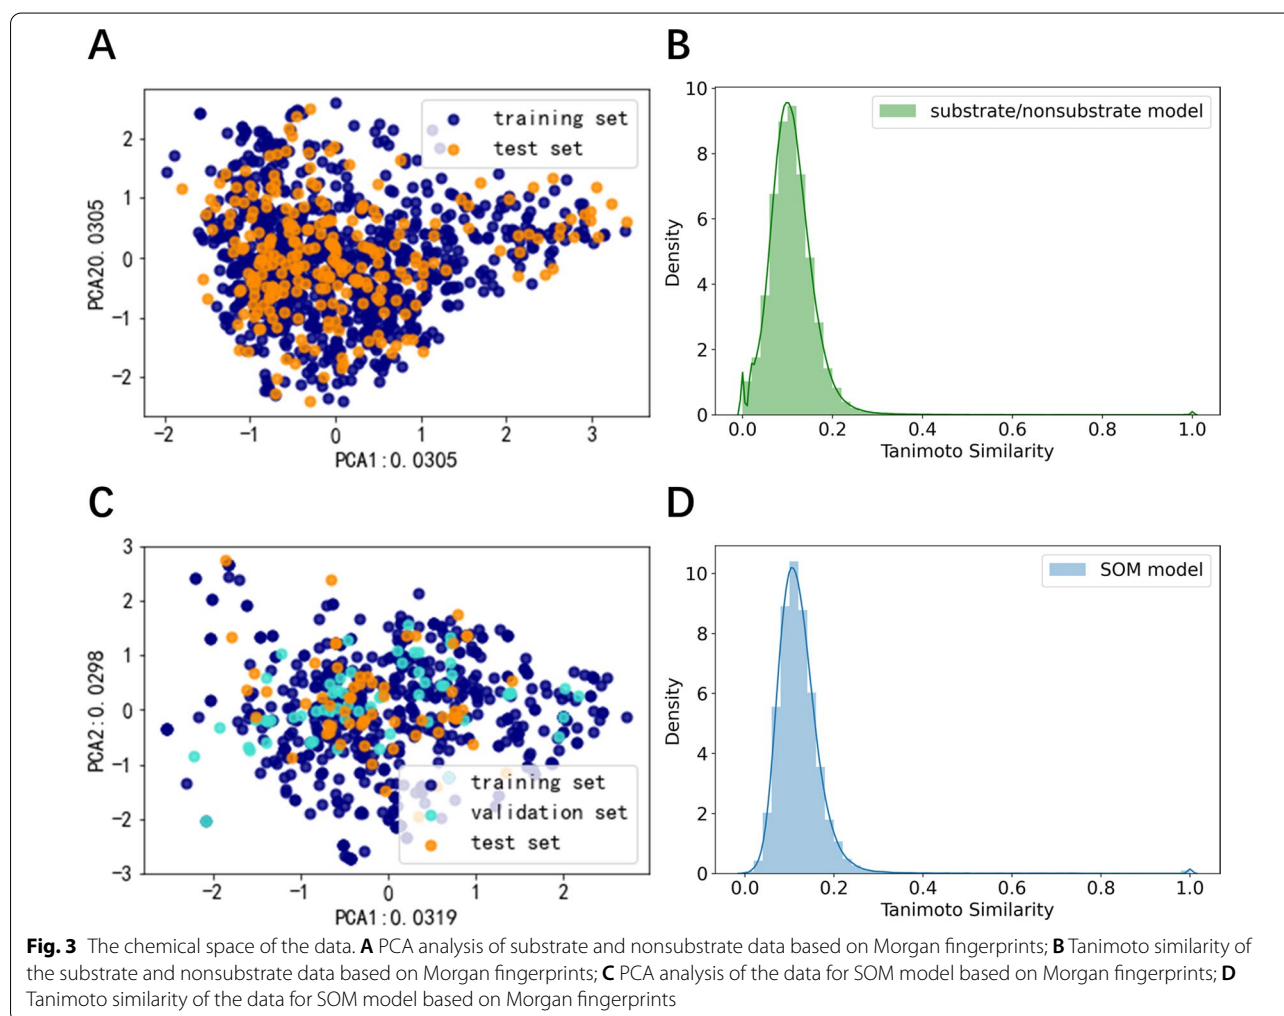 A
B
training set
test set
2
1
0
−1
−2
PCA20.0305
−2
−1
0
1
2
3
PCA1:0.0305
substrate/nonsubstrate model
10
8
6
4
2
0
Density
0.0
0.2
0.4
0.6
0.8
1.0
Tanimoto Similarity
C
D
3
2
1
0
−1
−2
−3
PCA2:0.0298
training set
validation set
test set
−2
−1
0
1
2
PCA1:0.0319
SOM model
10
8
6
4
2
0
Density
0.0
0.2
0.4
0.6
0.8
1.0
Tanimoto Similarity
Fig. 3 The chemical space of the data. A PCA analysis of substrate and nonsubstrate data based on Morgan fingerprints; B Tanimoto similarity of
the substrate and nonsubstrate data based on Morgan fingerprints; C PCA analysis of the data for SOM model based on Morgan fingerprints; D
Tanimoto similarity of the data for SOM model based on Morgan fingerprints